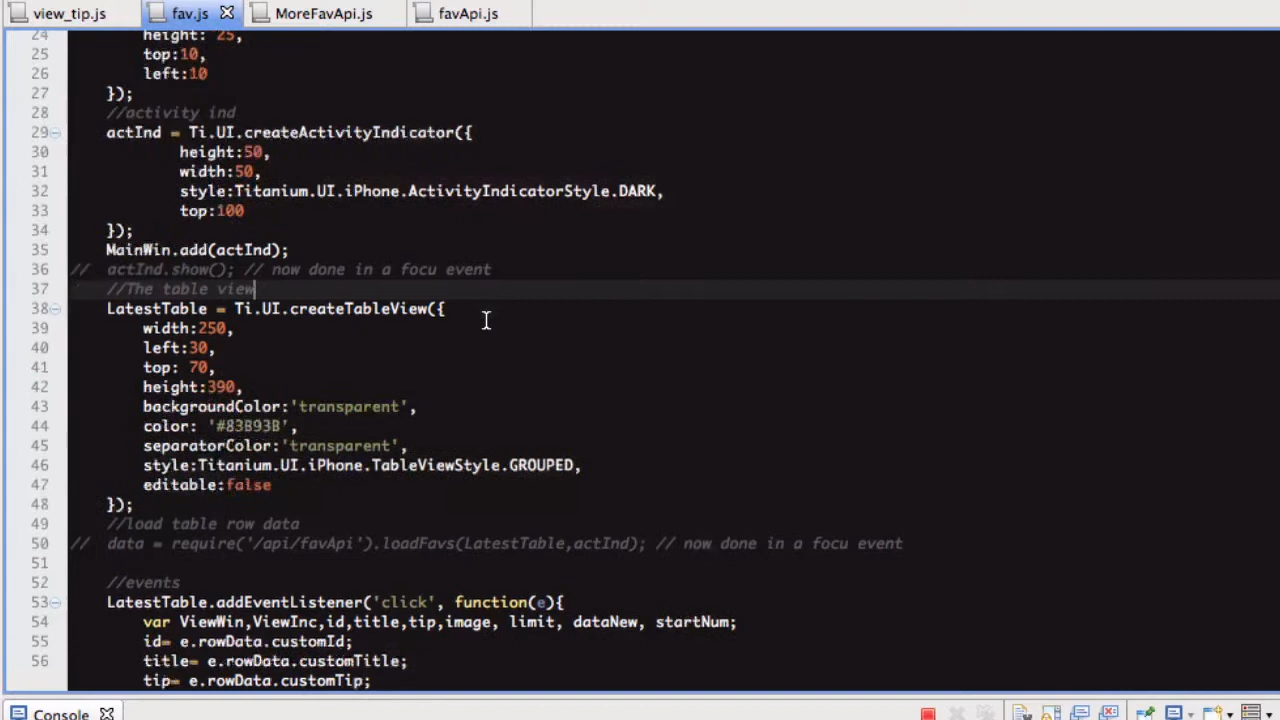 view_tip.js fav.js MoreFavApi.js favApi.js
24 height: 25,
25 top:10,
26 left:10
27 });
28 //activity ind
29 actInd = Ti.UI.createActivityIndicator({
30 height:50,
31 width:50,
32 style:Titanium.UI.iPhone.ActivityIndicatorStyle.DARK,
33 top:100
34 });
35 MainWin.add(actInd);
36 // actInd.show(); // now done in a focu event
37 //The table view
38 LatestTable = Ti.UI.createTableView({
39 width:250,
40 left:30,
41 top: 70,
42 height:390,
43 backgroundColor:'transparent',
44 color: '#83B93B',
45 separatorColor:'transparent',
46 style:Titanium.UI.iPhone.TableViewStyle.GROUPED,
47 editable:false
48 });
49 //load table row data
50 // data = require('/api/favApi').loadFavs(LatestTable,actInd); // now done in a focu event
51
52 //events
53 LatestTable.addEventListener('click', function(e){
54 var ViewWin,ViewInc,id,title,tip,image, limit, dataNew, startNum;
55 id= e.rowData.customId;
56 title= e.rowData.customTitle;
tip= e.rowData.customTip;
Console